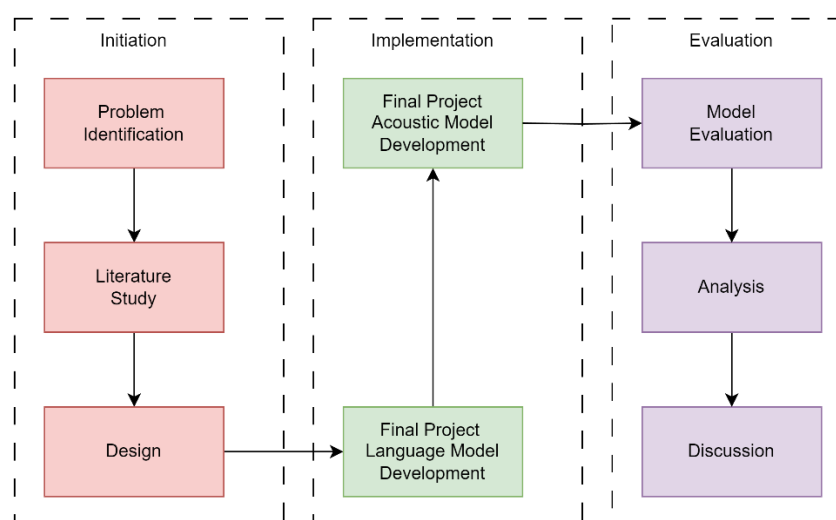 Initiation
Problem
Identification
Literature
Study
Design
Implementation
Final Project
Acoustic Model
Development
Final Project
Language Model
Development
Evaluation
Model
Evaluation
Analysis
Discussion